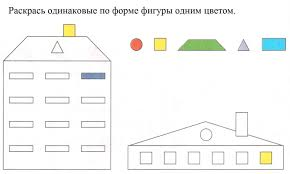 Раскрась одинаковые по форме фигуры одним цветом.